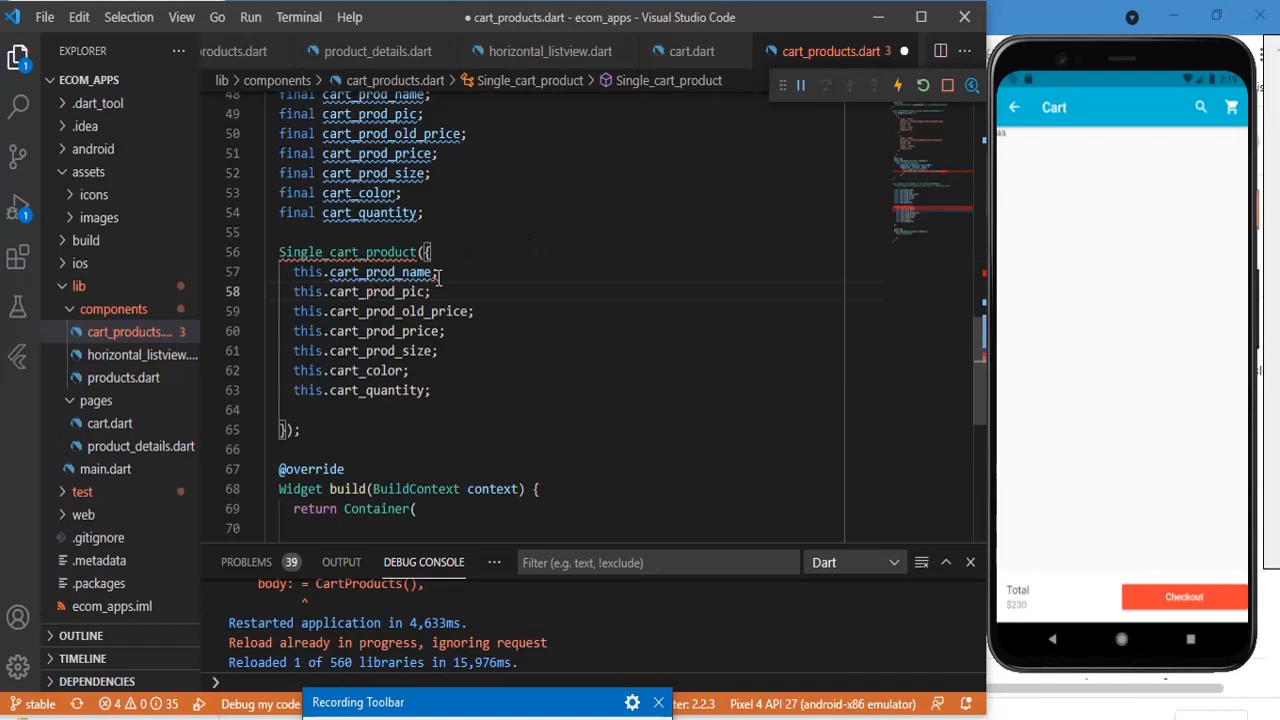 File Edit Selection View Go Run Terminal Help
cart_products.dart - ecom_apps - Visual Studio Code
EXPLORER
roducts.dart
product_details.dart
horizontal_listview.dart
cart.dart
cart_products.dart 3
lib components cart_products.dart Single_cart_product Single_cart_product
ECOM_APPS
.dart_tool
.idea
android
assets
icons
images
build
ios
lib
components
cart_products.... 3
horizontal_listview....
products.dart
pages
cart.dart
product_details.dart
main.dart
test
web
.gitignore
.metadata
.packages
ecom_apps.iml
OUTLINE
TIMELINE
DEPENDENCIES
48 final cart_prod_name;
49 final cart_prod_pic;
50 final cart_prod_old_price;
51 final cart_prod_price;
52 final cart_prod_size;
53 final cart_color;
54 final cart_quantity;
55
56 Single_cart_product({
57 this.cart_prod_name;
58 this.cart_prod_pic;
59 this.cart_prod_old_price;
60 this.cart_prod_price;
61 this.cart_prod_size;
62 this.cart_color;
63 this.cart_quantity;
64
65 });
66
67 @override
68 Widget build(BuildContext context) {
69 return Container(
70
PROBLEMS 39 OUTPUT DEBUG CONSOLE ... Filter (e.g. text, !exclude) Dart
body: = CartProducts(),
^
Restarted application in 4,633ms.
Reload already in progress, ignoring request
Reloaded 1 of 560 libraries in 15,976ms.
Recording Toolbar
stable 4 0 35 Debug my code
ter: 2.2.3 Pixel 4 API 27 (android-x86 emulator)
2:19
Cart
aa
Total
$230
Checkout
1
1